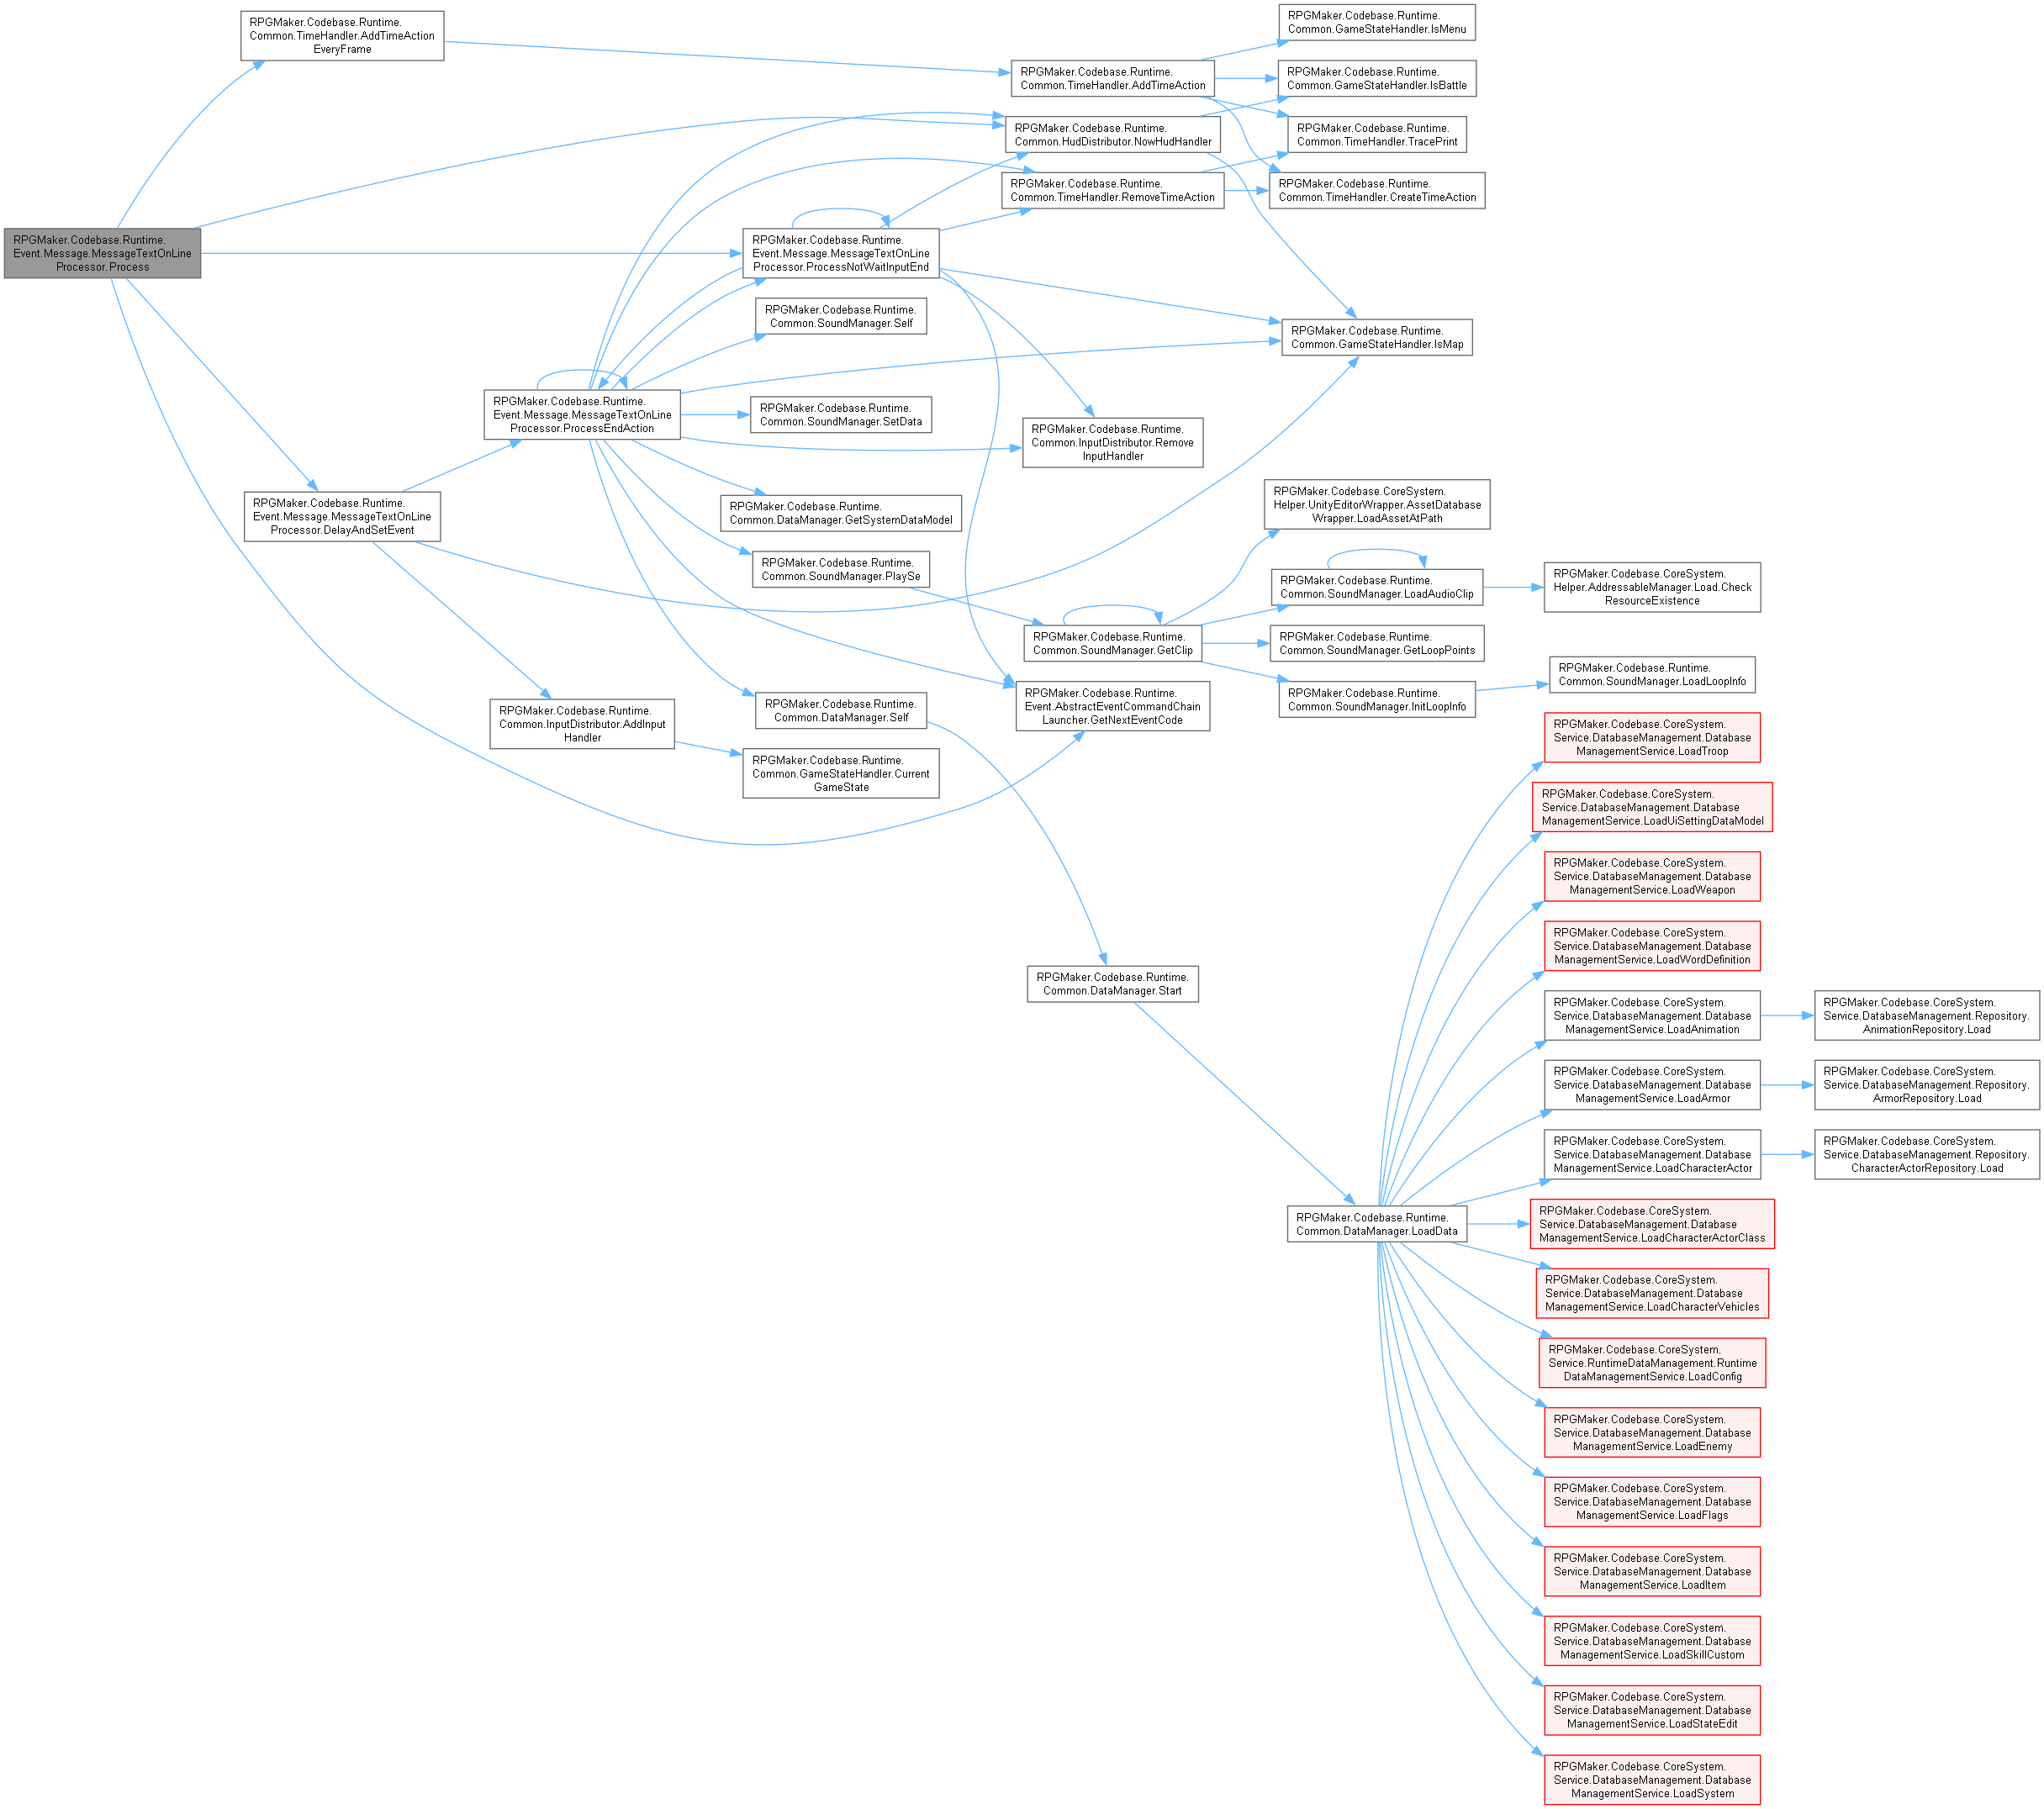 RPGMaker.Codebase.Runtime.
Event.Message.MessageTextOnLine
Processor.Process
RPGMaker.Codebase.Runtime.
Common.TimeHandler.AddTimeAction
EveryFrame
RPGMaker.Codebase.Runtime.
Common.TimeHandler.AddTimeAction
RPGMaker.Codebase.Runtime.
Common.GameStateHandler.IsMenu
RPGMaker.Codebase.Runtime.
Common.GameStateHandler.IsBattle
RPGMaker.Codebase.Runtime.
Common.TimeHandler.TracePrint
RPGMaker.Codebase.Runtime.
Common.TimeHandler.CreateTimeAction
RPGMaker.Codebase.Runtime.
Common.HudDistributor.NowHudHandler
RPGMaker.Codebase.Runtime.
Common.TimeHandler.RemoveTimeAction
RPGMaker.Codebase.Runtime.
Event.Message.MessageTextOnLine
Processor.ProcessNotWaitInputEnd
RPGMaker.Codebase.Runtime.
Common.SoundManager.Self
RPGMaker.Codebase.Runtime.
Common.GameStateHandler.IsMap
RPGMaker.Codebase.Runtime.
Event.Message.MessageTextOnLine
Processor.ProcessEndAction
RPGMaker.Codebase.Runtime.
Common.SoundManager.SetData
RPGMaker.Codebase.Runtime.
Common.InputDistributor.Remove
InputHandler
RPGMaker.Codebase.Runtime.
Event.Message.MessageTextOnLine
Processor.DelayAndSetEvent
RPGMaker.Codebase.Runtime.
Common.DataManager.GetSystemDataModel
RPGMaker.Codebase.CoreSystem.
Helper.UnityEditorWrapper.AssetDatabase
Wrapper.LoadAssetAtPath
RPGMaker.Codebase.Runtime.
Common.SoundManager.PlaySe
RPGMaker.Codebase.Runtime.
Common.SoundManager.LoadAudioClip
RPGMaker.Codebase.CoreSystem.
Helper.AddressableManager.Load.Check
ResourceExistence
RPGMaker.Codebase.Runtime.
Common.SoundManager.GetClip
RPGMaker.Codebase.Runtime.
Common.SoundManager.GetLoopPoints
RPGMaker.Codebase.Runtime.
Common.SoundManager.InitLoopInfo
RPGMaker.Codebase.Runtime.
Common.SoundManager.LoadLoopInfo
RPGMaker.Codebase.Runtime.
Event.AbstractEventCommandChain
Launcher.GetNextEventCode
RPGMaker.Codebase.Runtime.
Common.DataManager.Self
RPGMaker.Codebase.Runtime.
Common.InputDistributor.AddInput
Handler
RPGMaker.Codebase.Runtime.
Common.GameStateHandler.Current
GameState
RPGMaker.Codebase.Runtime.
Common.DataManager.Start
RPGMaker.Codebase.Runtime.
Common.DataManager.LoadData
RPGMaker.Codebase.CoreSystem.
Service.DatabaseManagement.Database
ManagementService.LoadTroop
RPGMaker.Codebase.CoreSystem.
Service.DatabaseManagement.Database
ManagementService.LoadUiSettingDataModel
RPGMaker.Codebase.CoreSystem.
Service.DatabaseManagement.Database
ManagementService.LoadWeapon
RPGMaker.Codebase.CoreSystem.
Service.DatabaseManagement.Database
ManagementService.LoadWordDefinition
RPGMaker.Codebase.CoreSystem.
Service.DatabaseManagement.Database
ManagementService.LoadAnimation
RPGMaker.Codebase.CoreSystem.
Service.DatabaseManagement.Repository.
AnimationRepository.Load
RPGMaker.Codebase.CoreSystem.
Service.DatabaseManagement.Database
ManagementService.LoadArmor
RPGMaker.Codebase.CoreSystem.
Service.DatabaseManagement.Repository.
ArmorRepository.Load
RPGMaker.Codebase.CoreSystem.
Service.DatabaseManagement.Database
ManagementService.LoadCharacterActor
RPGMaker.Codebase.CoreSystem.
Service.DatabaseManagement.Repository.
CharacterActorRepository.Load
RPGMaker.Codebase.CoreSystem.
Service.DatabaseManagement.Database
ManagementService.LoadCharacterActorClass
RPGMaker.Codebase.CoreSystem.
Service.DatabaseManagement.Database
ManagementService.LoadCharacterVehicles
RPGMaker.Codebase.CoreSystem.
Service.RuntimeDataManagement.Runtime
DataManagementService.LoadConfig
RPGMaker.Codebase.CoreSystem.
Service.DatabaseManagement.Database
ManagementService.LoadEnemy
RPGMaker.Codebase.CoreSystem.
Service.DatabaseManagement.Database
ManagementService.LoadFlags
RPGMaker.Codebase.CoreSystem.
Service.DatabaseManagement.Database
ManagementService.LoadItem
RPGMaker.Codebase.CoreSystem.
Service.DatabaseManagement.Database
ManagementService.LoadSkillCustom
RPGMaker.Codebase.CoreSystem.
Service.DatabaseManagement.Database
ManagementService.LoadStateEdit
RPGMaker.Codebase.CoreSystem.
Service.DatabaseManagement.Database
ManagementService.LoadSystem